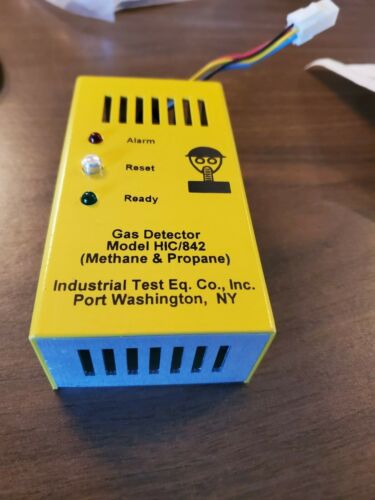 Alarm
Reset
Ready
Gas Detector
Model HIC/842
(Methane & Propane)
Industrial Test Eq. Co., Inc.
Port Washington, NY